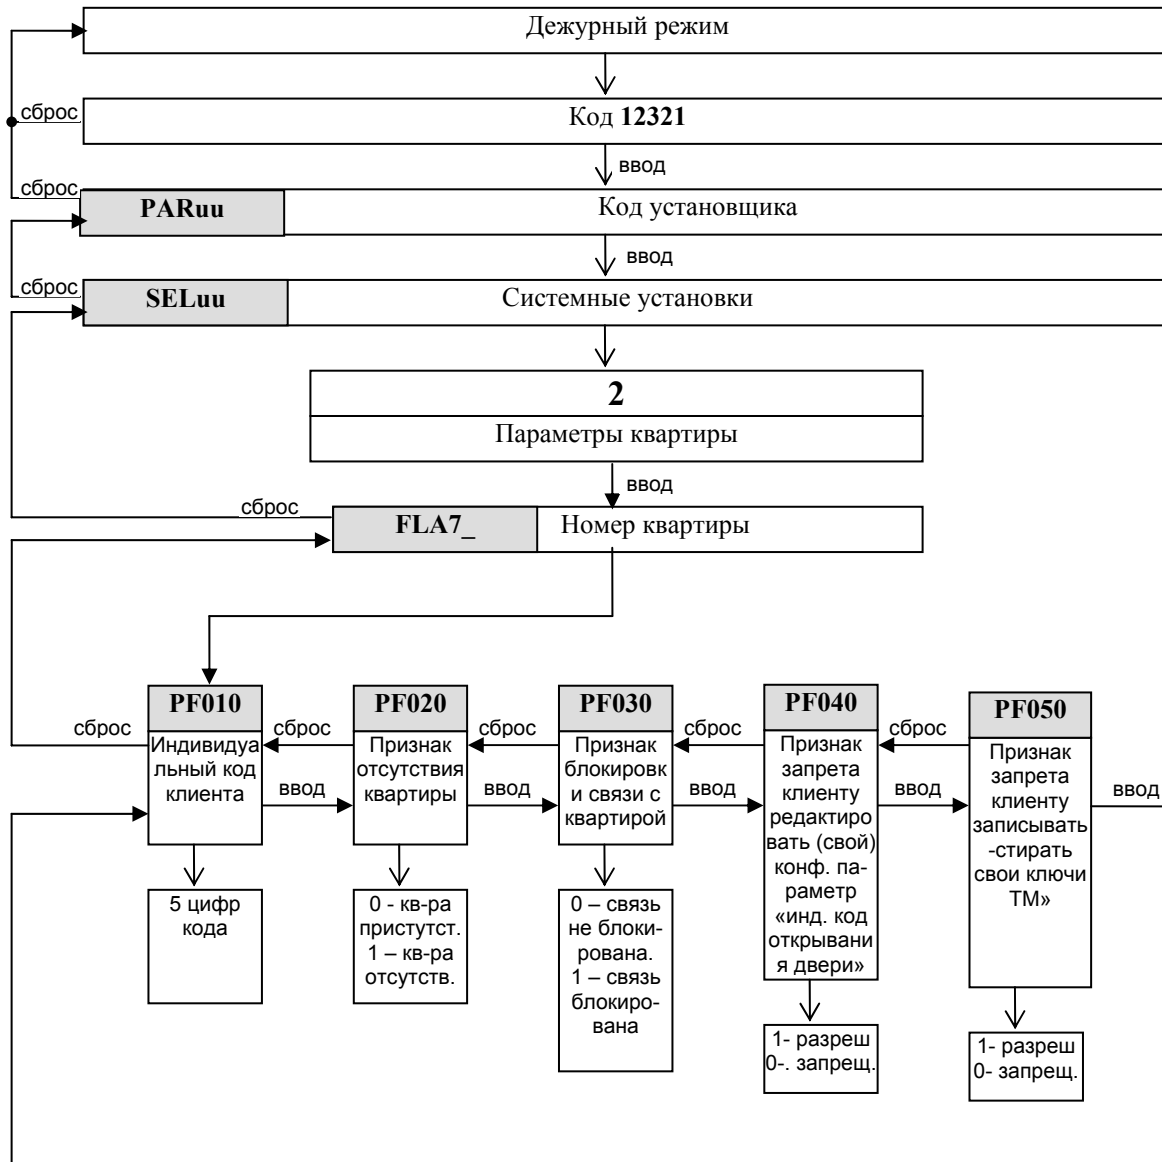 Дежурный режим
сброс
Код 12321
ввод
сброс
PARuu
Код установщика
ввод
сброс
SELuu
Системные установки
2
Параметры квартиры
ввод
сброс
FLA7_
Номер квартиры
PF010
PF020
PF030
PF040
PF050
сброс
сброс
сброс
сброс
сброс
Индивидуа
льный код
клиента
ввод
Признак
отсутствия
квартиры
ввод
Признак
блокировк
и связи с
квартирой
ввод
Признак
запрета
клиенту
редактиро
вать (свой)
конф. па-
раметр
«инд. код
открывани
я двери»
ввод
Признак
запрета
клиенту
записывать
-стирать
свои ключи
ТМ»
ввод
5 цифр
кода
0 - кв-ра
пристутст.
1 – кв-ра
отсутств.
0 – связь
не блоки-
рована.
1 – связь
блокиро-
вана
1- разреш
0-. запрещ.
1- разреш
0- запрещ.